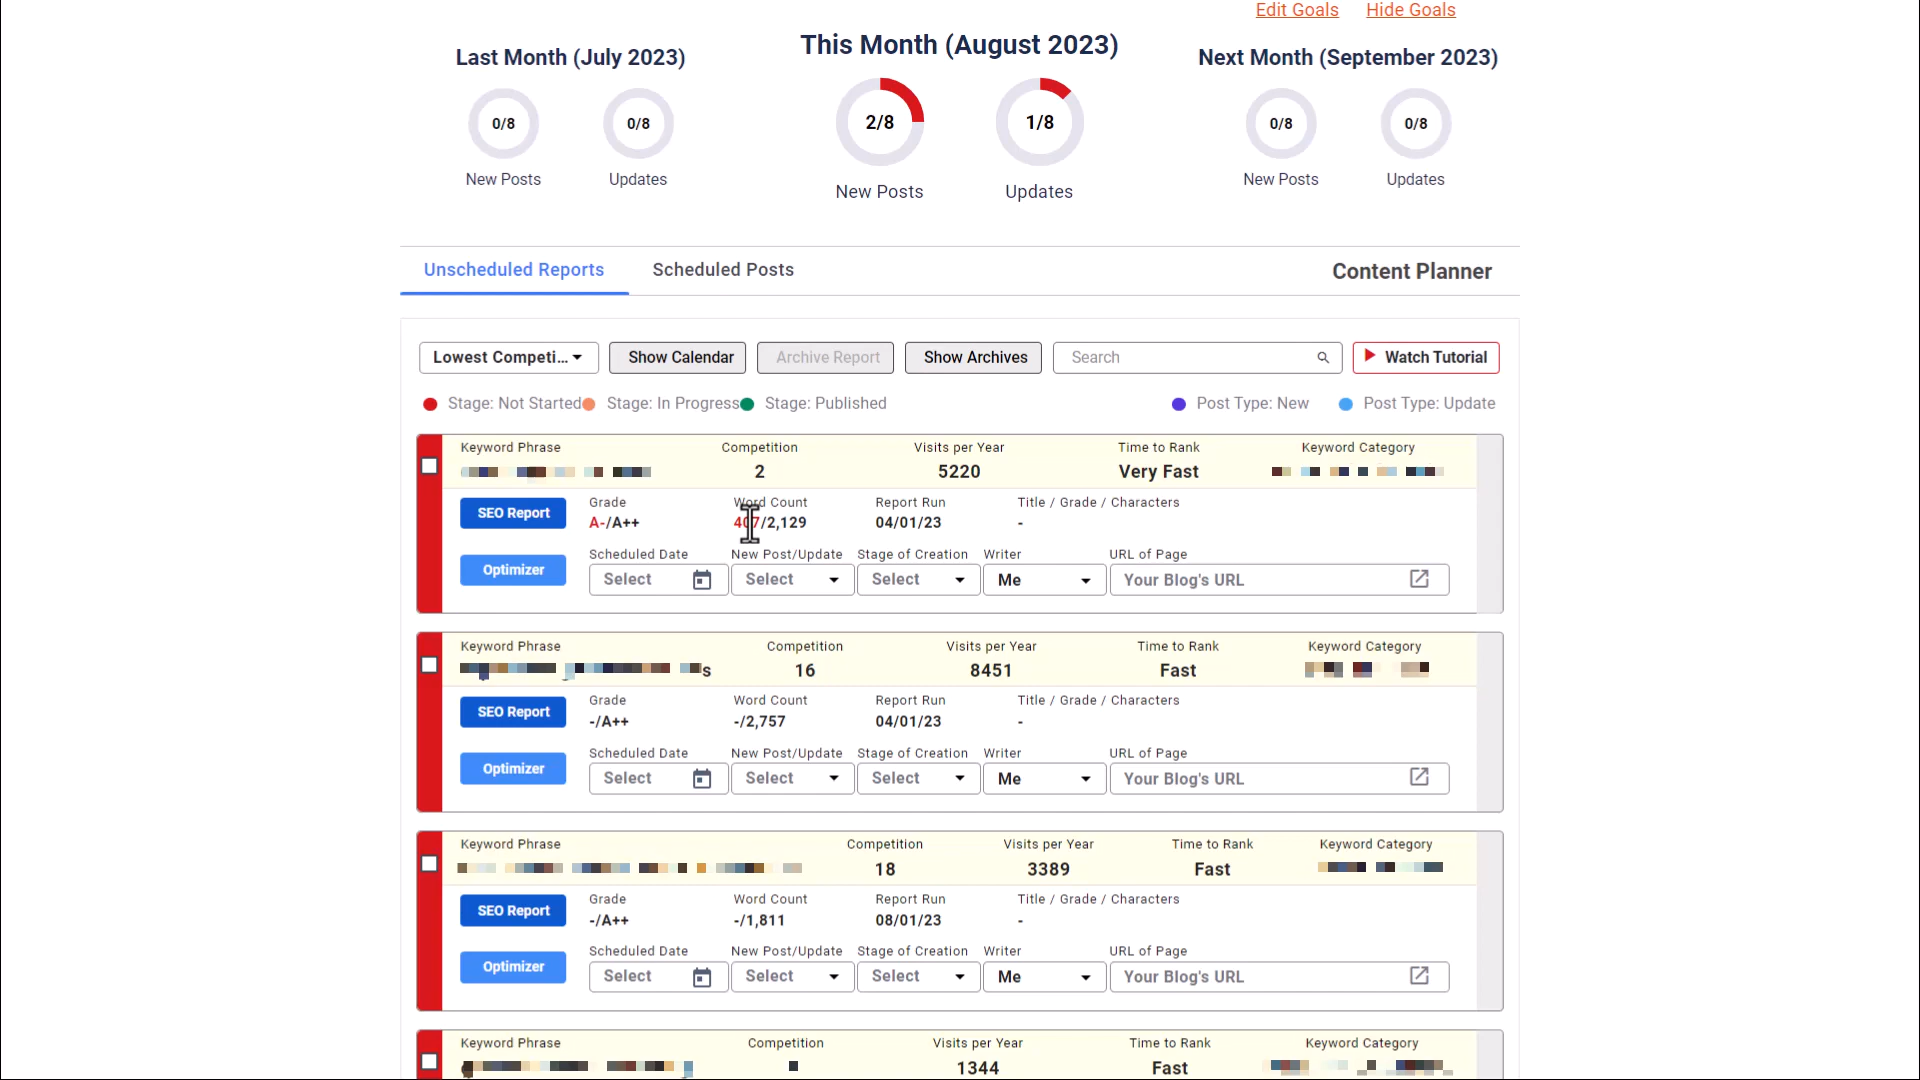 Edit Goals Hide Goals
Last Month (July 2023) This Month (August 2023) Next Month (September 2023)
0/8 0/8 2/8 1/8 0/8 0/8
New Posts Updates New Posts Updates New Posts Updates
Unscheduled Reports Scheduled Posts Content Planner
Lowest Competi... Show Calendar Archive Report Show Archives Search Watch Tutorial
Stage: Not Started Stage: In Progress Stage: Published Post Type: New Post Type: Update
Keyword Phrase Competition Visits per Year Time to Rank Keyword Category
2 5220 Very Fast
SEO Report Grade Word Count Report Run Title / Grade / Characters
A-/A++ 407/2,129 04/01/23 -
Optimizer Scheduled Date New Post/Update Stage of Creation Writer URL of Page
Select Select Select Me Your Blog's URL
Keyword Phrase Competition Visits per Year Time to Rank Keyword Category
s 16 8451 Fast
SEO Report Grade Word Count Report Run Title / Grade / Characters
-/A++ -/2,757 04/01/23 -
Optimizer Scheduled Date New Post/Update Stage of Creation Writer URL of Page
Select Select Select Me Your Blog's URL
Keyword Phrase Competition Visits per Year Time to Rank Keyword Category
18 3389 Fast
SEO Report Grade Word Count Report Run Title / Grade / Characters
-/A++ -/1,811 08/01/23 -
Optimizer Scheduled Date New Post/Update Stage of Creation Writer URL of Page
Select Select Select Me Your Blog's URL
Keyword Phrase Competition Visits per Year Time to Rank Keyword Category
1344 Fast